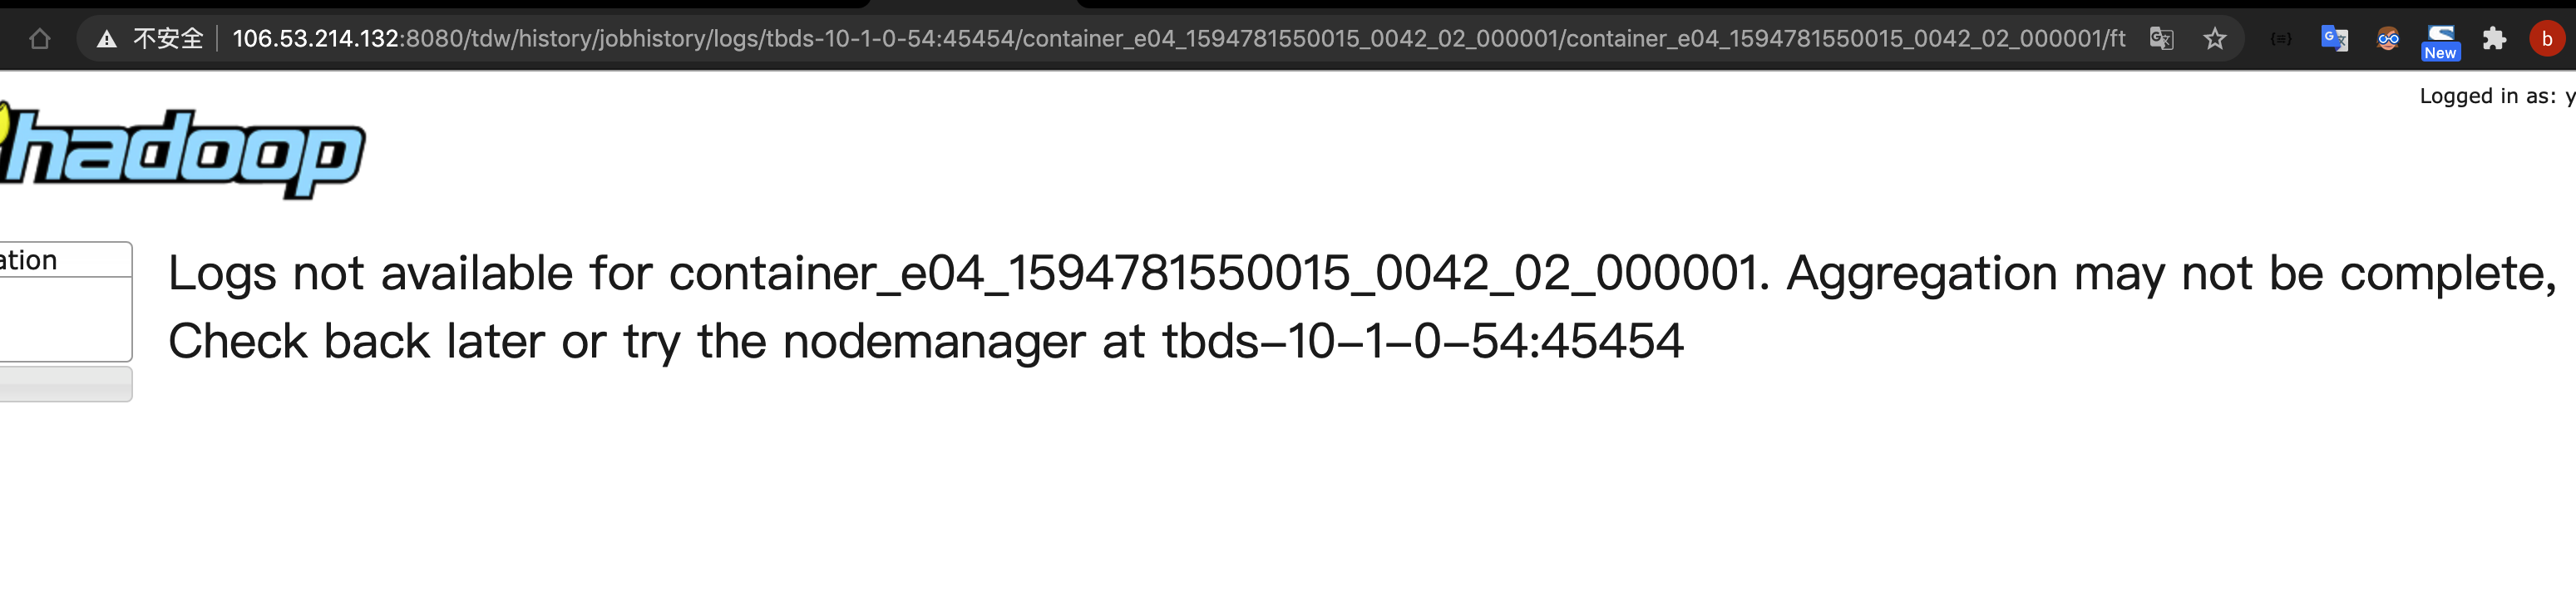 不安全
106.53.214.132:8080/tdw/history/jobhistory/logs/tbds-10-1-0-54:45454/container_e04_1594781550015_0042_02_000001/container_e04_1594781550015_0042_02_000001/ft
New
b
Logged in as: y
hadoop
ation
Logs not available for container_e04_1594781550015_0042_02_000001. Aggregation may not be complete,
Check back later or try the nodemanager at tbds-10-1-0-54:45454